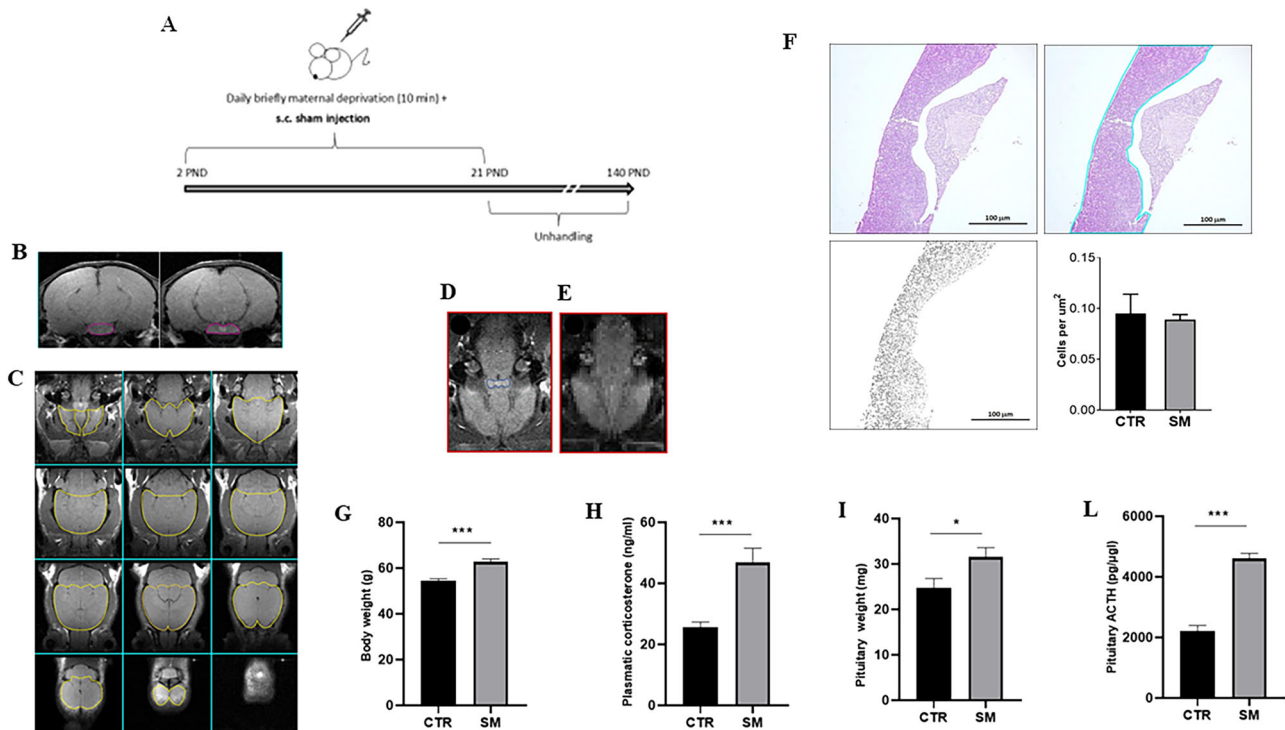 A
Daily briefly maternal deprivation (10 min) +
s.c. sham injection
2 PND
21 PND
140 PND
Unhandling
B
C
D
E
F
100 µm
100 µm
100 µm
Cells per um²
0.15
0.10
0.05
0.00
CTR
SM
G
Body weight (g)
80
60
40
20
0
***
CTR
SM
H
Plasmatic corticosterone (ng/ml)
60
40
20
0
***
CTR
SM
I
Pituitary weight (mg)
40
30
20
10
0
*
CTR
SM
L
Pituitary ACTH (pg/µgl)
6000
4000
2000
0
***
CTR
SM